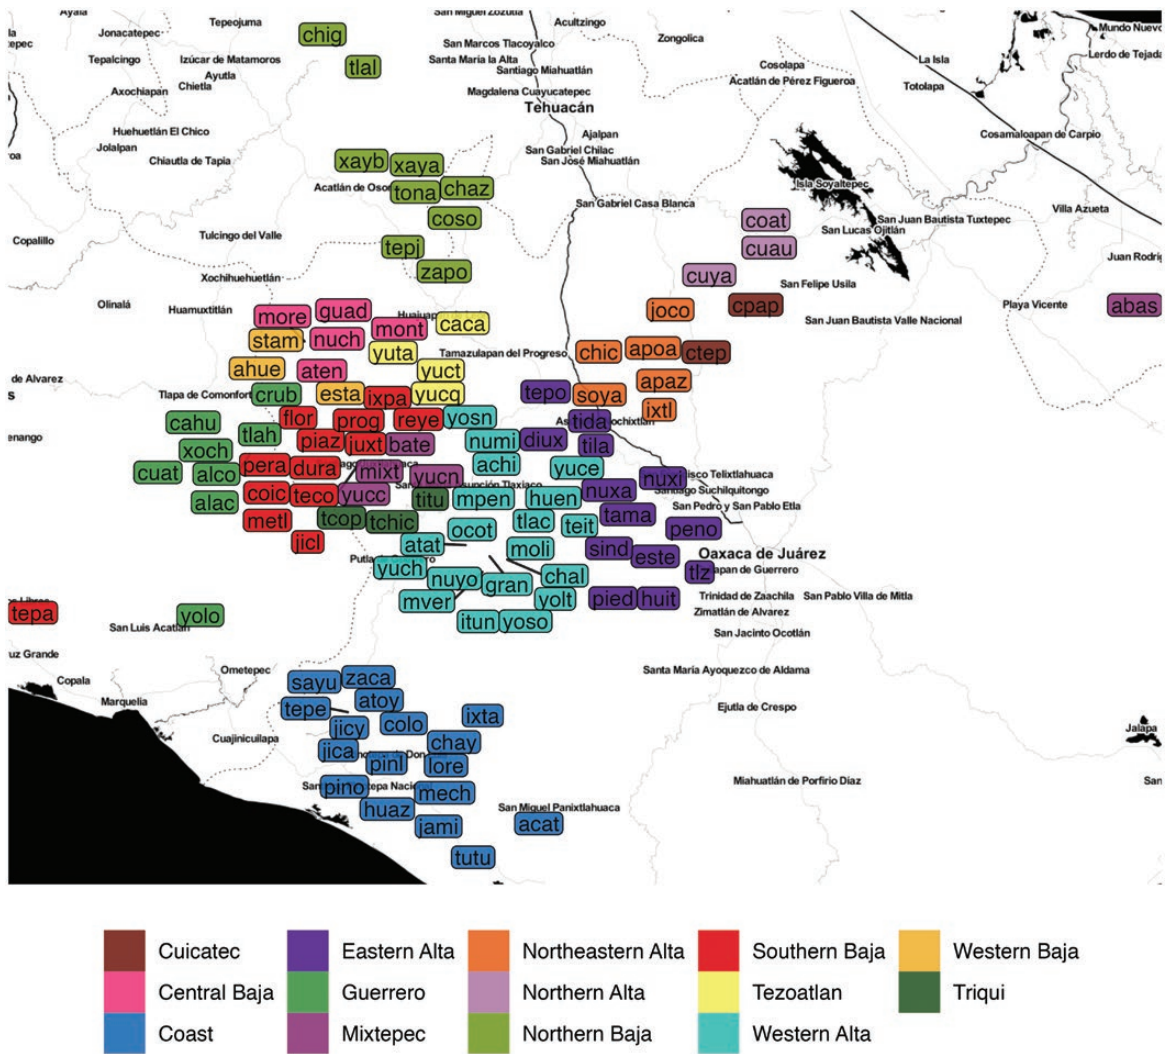 Ayala
Tepeojuma
San Miguel Zozutla
Acultzingo
Jonacatepec
chig
San Marcos Tlacoyalco
Zongolica
Mundo Nuevo
Tepalcingo
Izúcar de Matamoros
tlal
Santa María la Alta
Cosolapa
La Isla
Lerdo de Tejada
Ayutla
Santiago Miahuatlán
Acatlán de Pérez Figueroa
Totolapa
Axochiapan
Chietla
Magdalena Cuayucatepec
Tehuacán
Huehuetlán El Chico
Ajalpan
Cosamaloapan de Carpio
Jolalpan
Chiautla de Tapia
San Gabriel Chilac
San José Miahuatlán
xayb
xaya
Isla Soyaltepec
tona
chaz
San Gabriel Casa Blanca
Villa Azueta
coso
coat
San Juan Bautista Tuxtepec
Copalillo
Tulcingo del Valle
San Lucas Ojitlán
tepj
cuau
Xochihuehuetlán
zapo
cuya
San Felipe Usila
Olinalá
Huamuxtitlán
more
guad
joco
cpap
Playa Vicente
abas
mont
caca
San Juan Bautista Valle Nacional
stam
nuch
yuta
Tamazulapan del Progreso
chic
apoa
ctep
ahue
aten
yuct
de Alvarez
Tlapa de Comonfort
crub
esta
ixpa
yucq
tepo
soya
apaz
ixtl
cahu
flor
prog
reye
yosn
tida
tlah
piaz
juxt
bate
numi
diux
tila
xoch
cuat
alco
pera
dura
mixt
yucn
achi
yuce
nuxi
alac
coic
teco
yucc
titu
mpen
huen
nuxa
Santiago Suchilquitongo
San Pedro y San Pablo Etla
metl
tcop
tchic
ocot
tlac
teit
tama
peno
jicl
atat
moli
sind
este
Oaxaca de Juárez
yuch
nuyo
gran
chal
tlz
mver
yolt
pied
huit
Trinidad de Zaachila
San Pablo Villa de Mitla
tepa
yolo
itun
yoso
Zimatlán de Alvarez
San Luis Acatlán
San Jacinto Ocotlán
Ometepec
Santa María Ayoquezco de Aldama
Copala
sayu
zaca
Marquelia
tepe
atoy
ixta
Ejutla de Crespo
Cuajinicuilapa
jicy
colo
chay
Jalapa
jica
pinl
lore
Miahuatlán de Porfirio Díaz
pino
mech
huaz
San Miguel Panixtlahuaca
jami
acat
tutu
Cuicatec
Eastern Alta
Northeastern Alta
Southern Baja
Western Baja
Central Baja
Guerrero
Northern Alta
Tezoatlan
Triqui
Coast
Mixtepec
Northern Baja
Western Alta